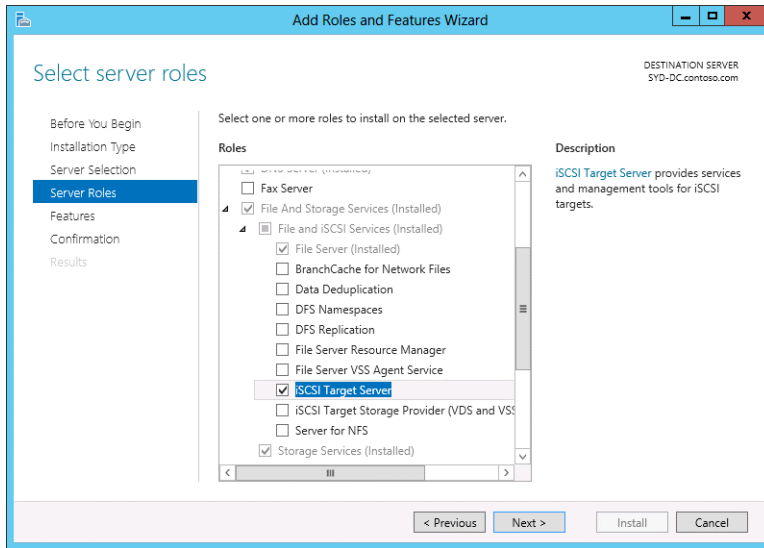 Add Roles and Features Wizard
Select server roles
DESTINATION SERVER
SYD-DC.contoso.com
Before You Begin
Installation Type
Server Selection
Server Roles
Features
Confirmation
Results
Select one or more roles to install on the selected server.
Roles
Fax Server
File And Storage Services (Installed)
File and iSCSI Services (Installed)
File Server (Installed)
BranchCache for Network Files
Data Deduplication
DFS Namespaces
DFS Replication
File Server Resource Manager
File Server VSS Agent Service
iSCSI Target Server
iSCSI Target Storage Provider (VDS and VSS
Server for NFS
Storage Services (Installed)
Description
iSCSI Target Server provides services
and management tools for iSCSI
targets.
< Previous
Next >
Install
Cancel